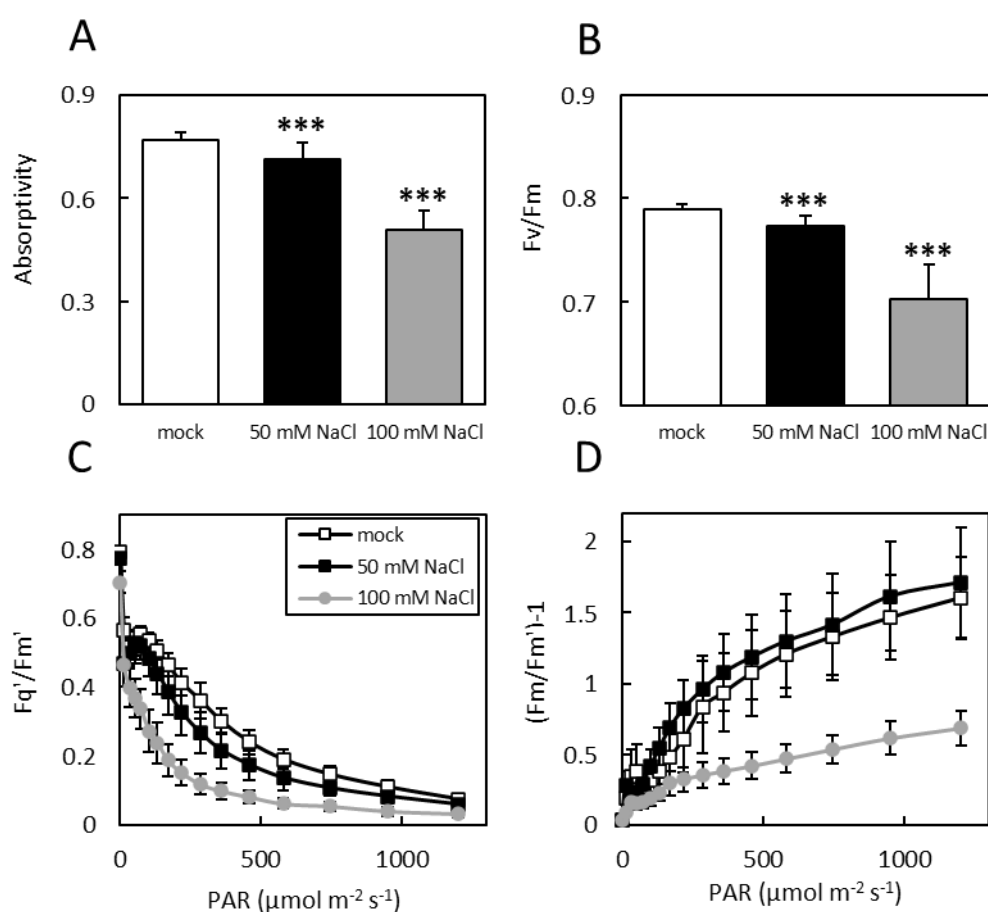 A
0.9
0.6
0.3
0
Absorptivity
***
***
mock
50 mM NaCl
100 mM NaCl
B
0.9
0.8
0.7
0.6
Fv/Fm
***
***
mock
50 mM NaCl
100 mM NaCl
C
0.8
0.6
0.4
0.2
0
Fq'/Fm'
mock
50 mM NaCl
100 mM NaCl
0
500
1000
PAR (μmol m⁻² s⁻¹)
D
2
1.5
1
0.5
0
(Fm/Fm')-1
0
500
1000
PAR (μmol m⁻² s⁻¹)